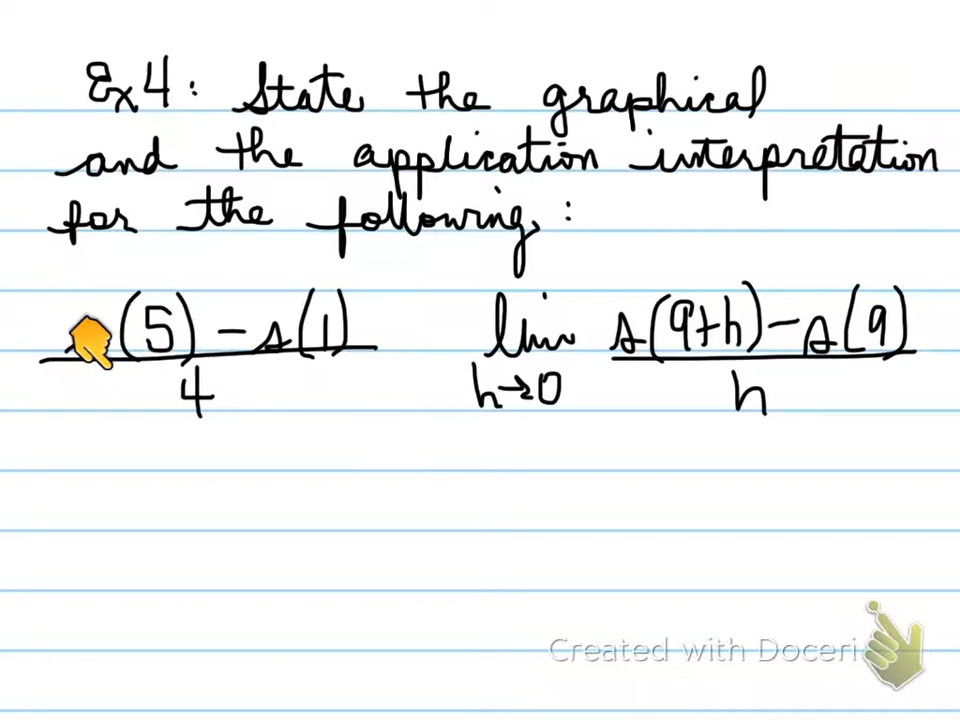 Ex4: State the graphical
and the application interpretation
for the following:
(5) - s(1) lim s(9+h) - s(9)
4 h→0 h
Created with Doceri